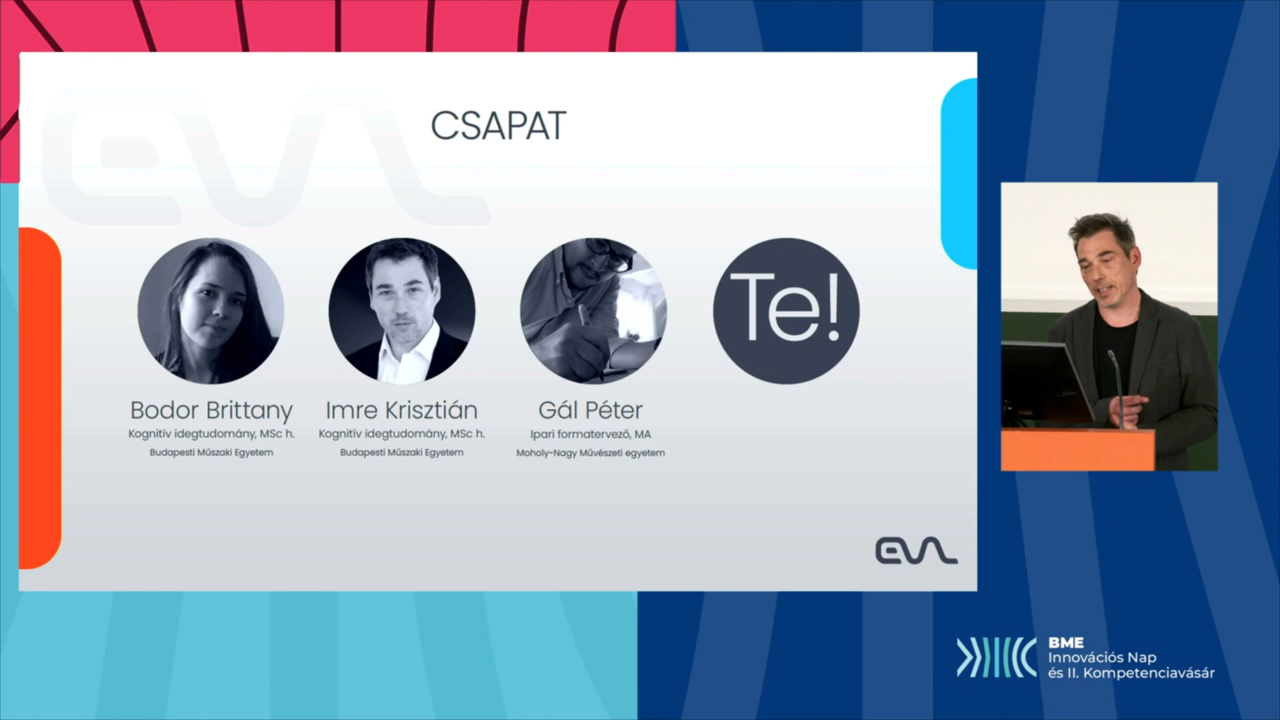 CSAPAT
Te!
Bodor Brittany
Kognitív idegtudomány, MSc h.
Budapesti Műszaki Egyetem
Imre Krisztián
Kognitív idegtudomány, MSc h.
Budapesti Műszaki Egyetem
Gál Péter
Ipari formatervező, MA
Moholy-Nagy Művészeti egyetem
BME
Innovációs Nap
és II. Kompetenciavásár